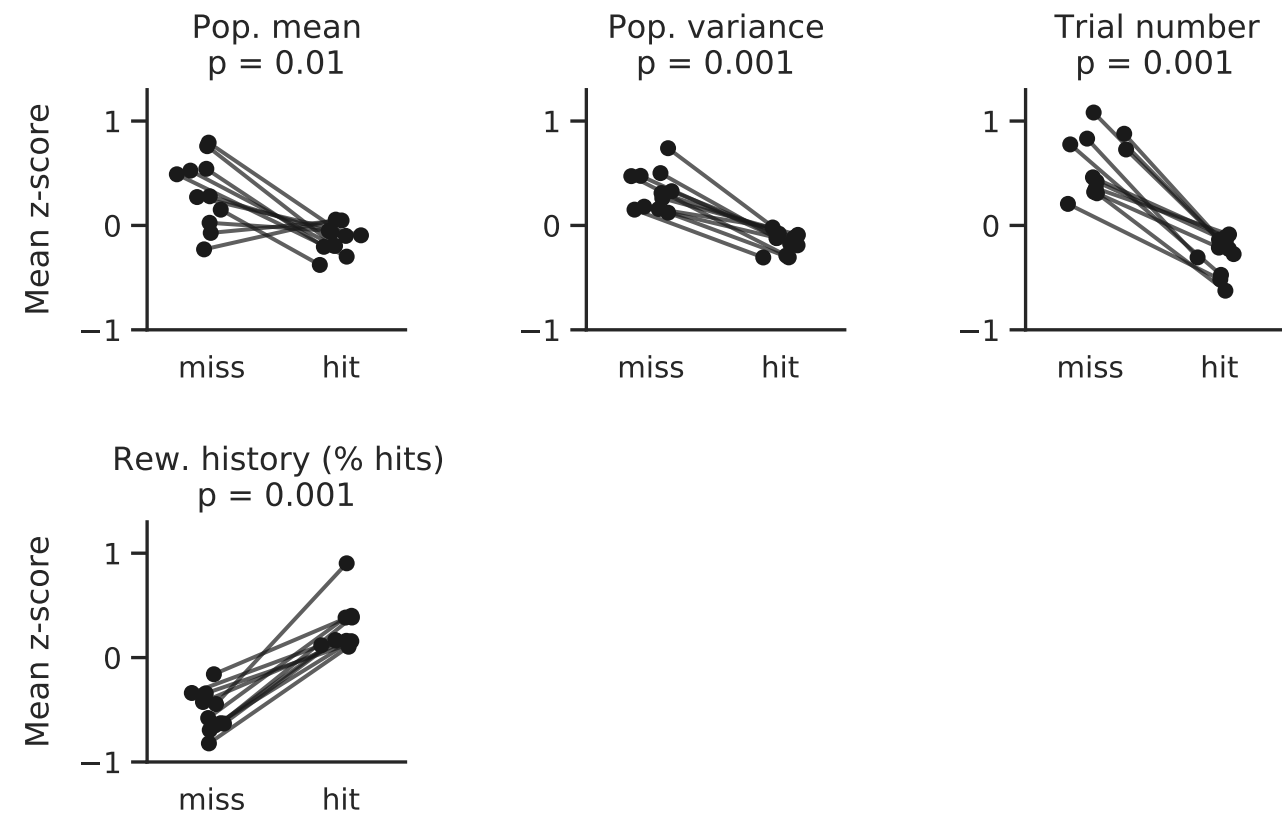 Pop. mean
p = 0.01
Pop. variance
p = 0.001
Trial number
p = 0.001
Mean z-score
1
0
−1
miss hit
1
0
−1
miss hit
1
0
−1
miss hit
Rew. history (% hits)
p = 0.001
Mean z-score
1
0
−1
miss hit